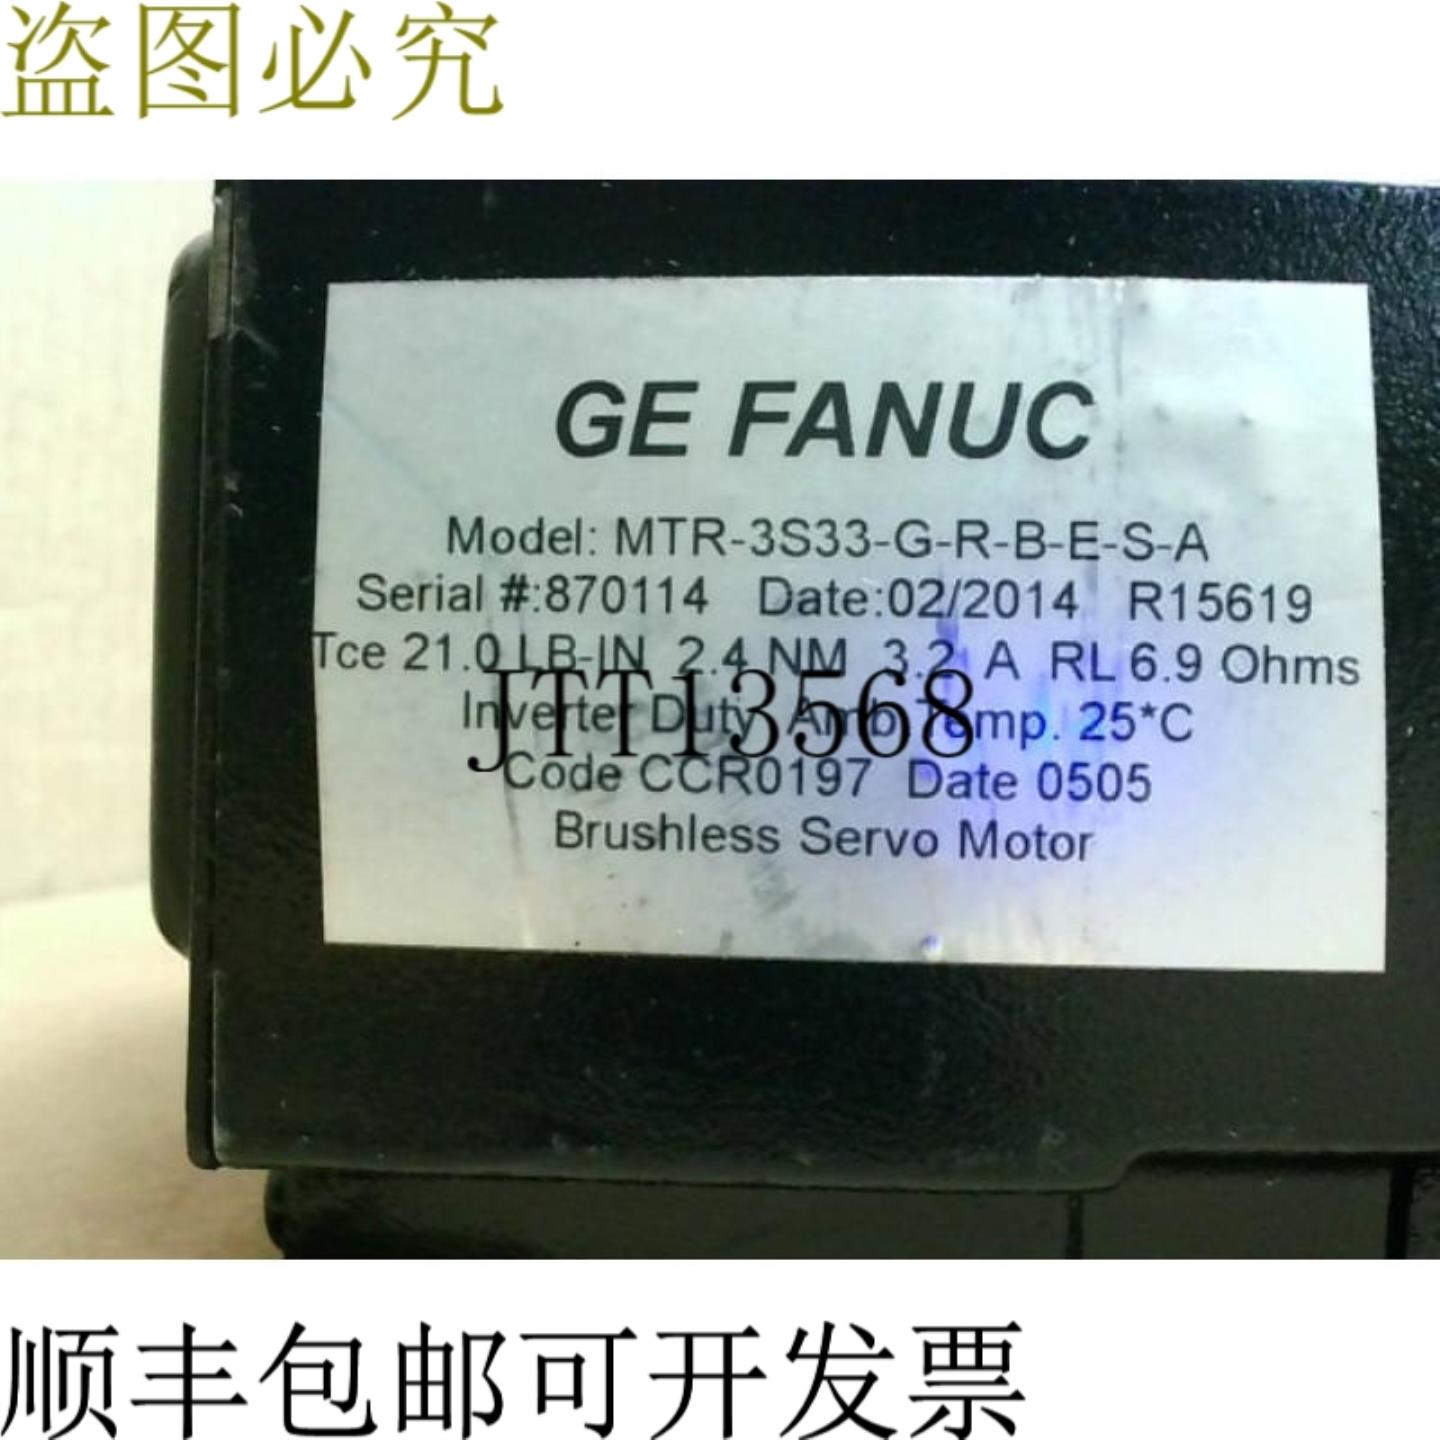 盗图必究
GE FANUC
Model: MTR-3S33-G-R-B-E-S-A
Serial #:870114 Date:02/2014 R15619
Tce 21.0 LB-IN 2.4 NM 3.2 A RL 6.9 Ohms
JTT13568
Inverter Duty Amb Temp. 25*C
Code CCR0197 Date 0505
Brushless Servo Motor
顺丰包邮可开发票